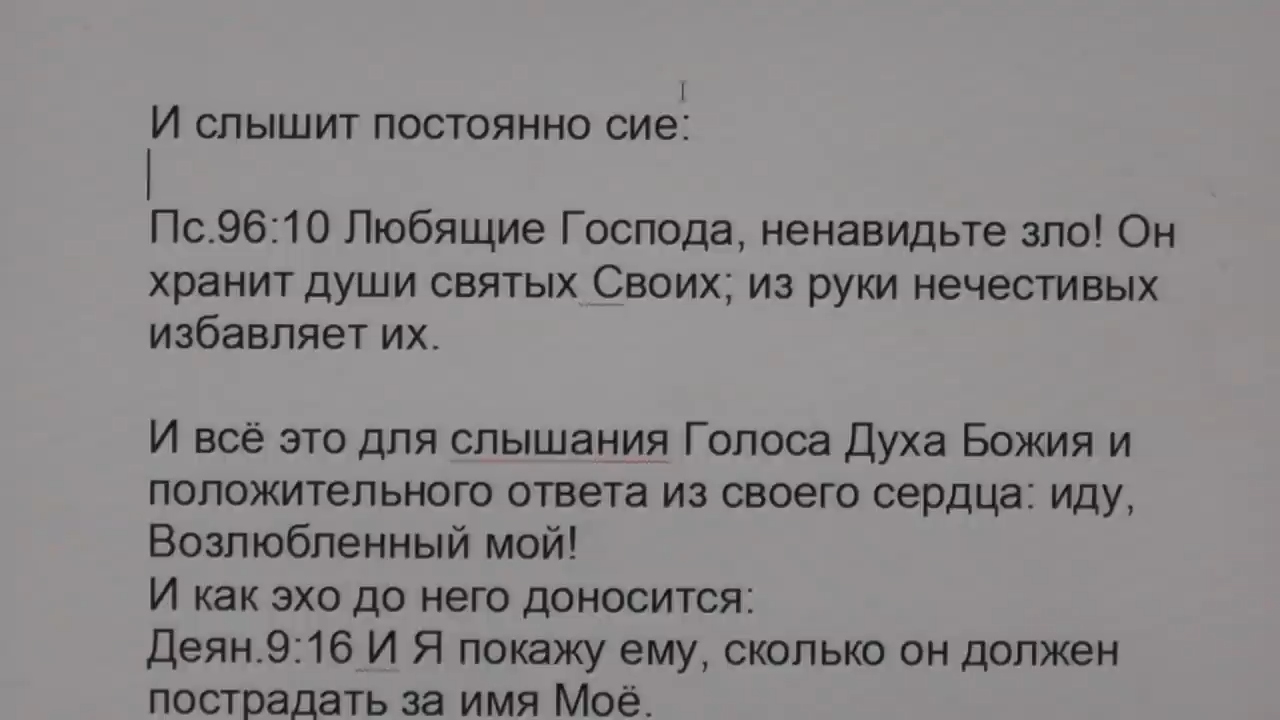 И слышит постоянно сие:
Пс.96:10 Любящие Господа, ненавидьте зло! Он
хранит души святых Своих; из руки нечестивых
избавляет их.
И всё это для слышания Голоса Духа Божия и
положительного ответа из своего сердца: иду,
Возлюбленный мой!
И как эхо до него доносится:
Деян.9:16 И Я покажу ему, сколько он должен
пострадать за имя Моё.